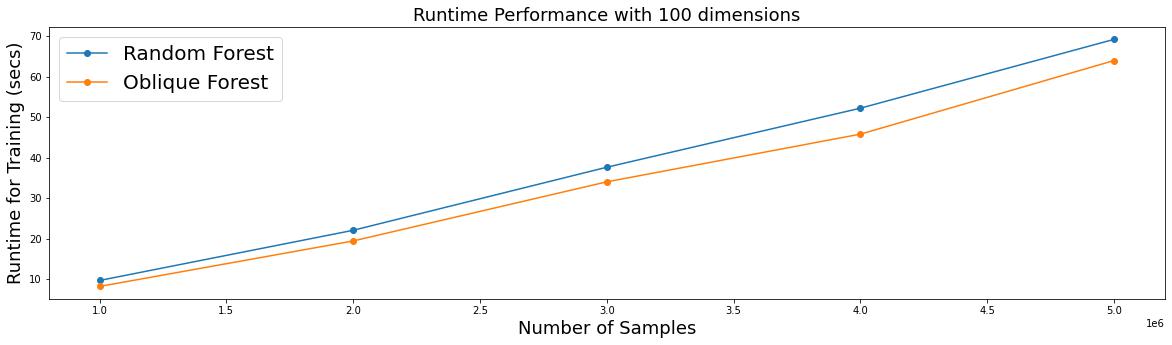 Runtime Performance with 100 dimensions
Random Forest
Oblique Forest
Runtime for Training (secs)
70
60
50
40
30
20
10
1.0 1.5 2.0 2.5 3.0 3.5 4.0 4.5 5.0
1e6
Number of Samples